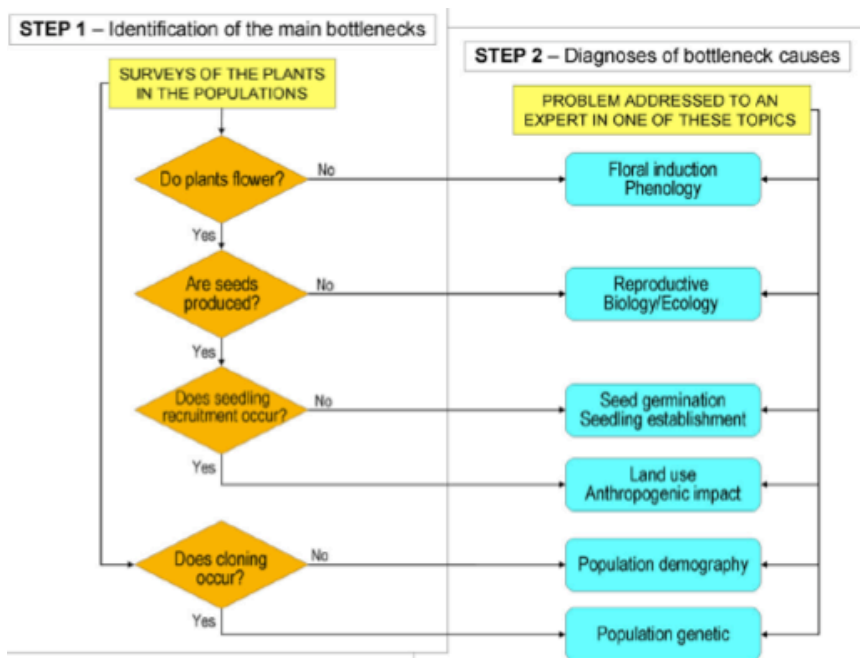 STEP 1 – Identification of the main bottlenecks
SURVEYS OF THE PLANTS
IN THE POPULATIONS
Do plants flower?
No
Yes
Are seeds
produced?
No
Yes
Does seedling
recruitment occur?
No
Yes
Does cloning
occur?
No
Yes
STEP 2 – Diagnoses of bottleneck causes
PROBLEM ADDRESSED TO AN
EXPERT IN ONE OF THESE TOPICS
Floral induction
Phenology
Reproductive
Biology/Ecology
Seed germination
Seedling establishment
Land use
Anthropogenic impact
Population demography
Population genetic